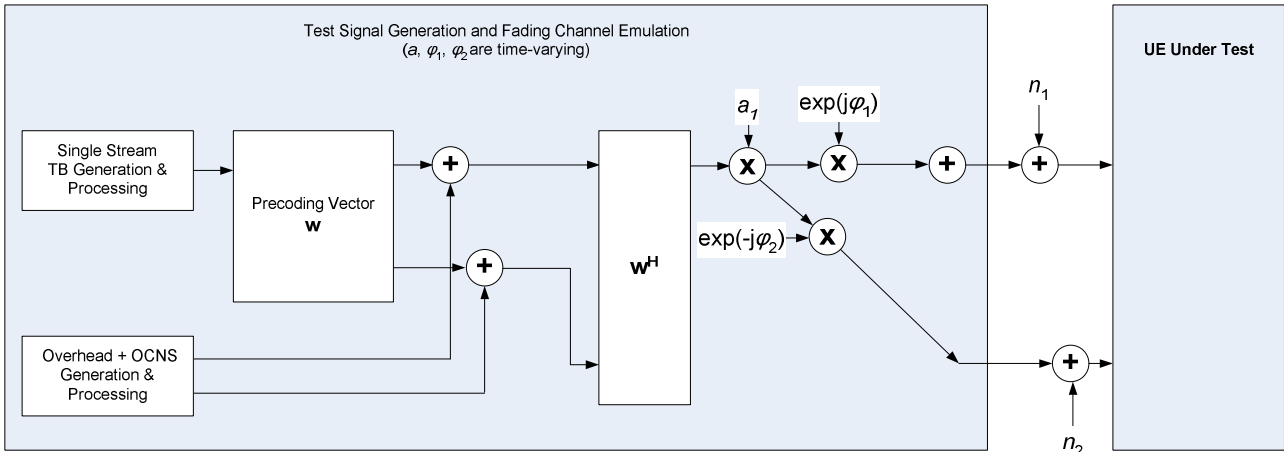 Test Signal Generation and Fading Channel Emulation
(a, φ1, φ2 are time-varying)
UE Under Test
n1
a1
exp(jφ1)
Single Stream
TB Generation &
Processing
+
x
x
+
+
Precoding Vector
w
exp(-jφ2)
x
+
wH
Overhead + OCNS
Generation &
Processing
+
n2